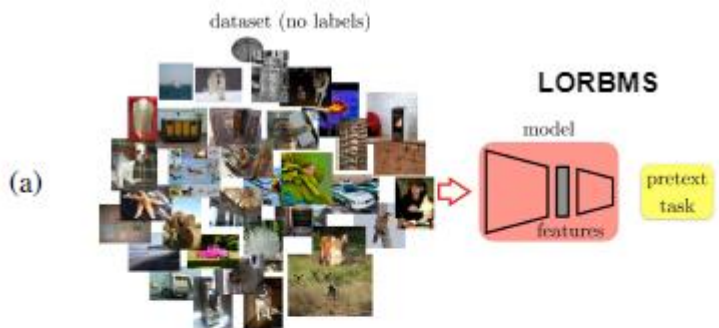 dataset (no labels)
LORBMS
model
(a)
features
pretext
task